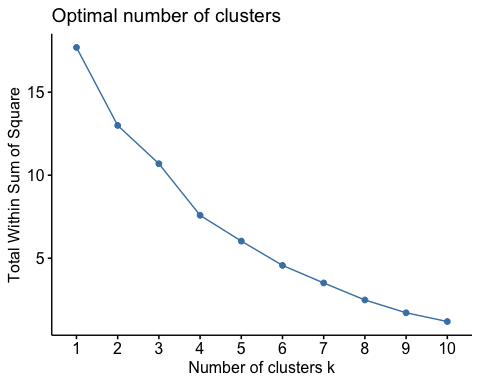 Optimal number of clusters
Total Within Sum of Square
15
10
5
1 2 3 4 5 6 7 8 9 10
Number of clusters k